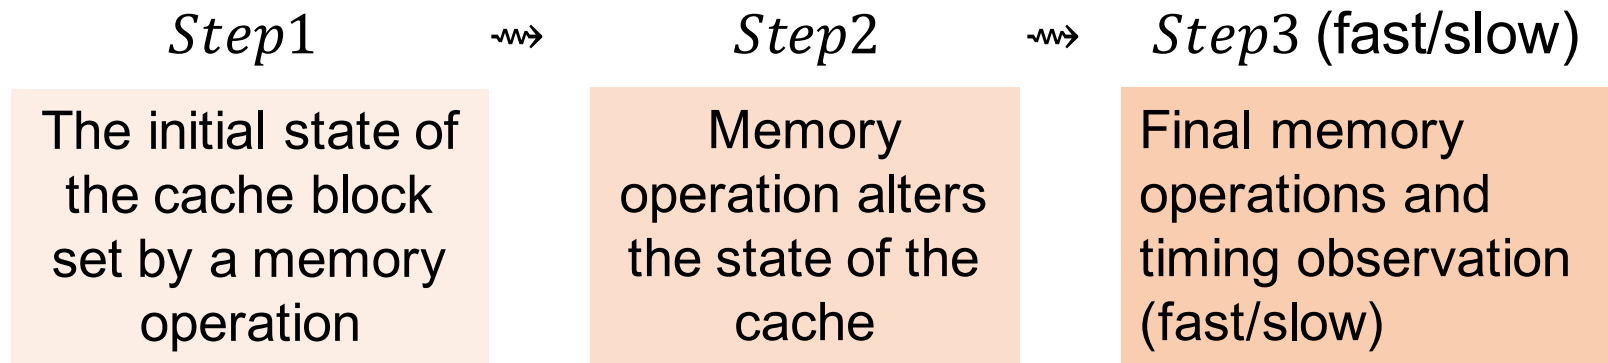 Step1 ⇝ Step2 ⇝ Step3 (fast/slow)
The initial state of
the cache block
set by a memory
operation
Memory
operation alters
the state of the
cache
Final memory
operations and
timing observation
(fast/slow)